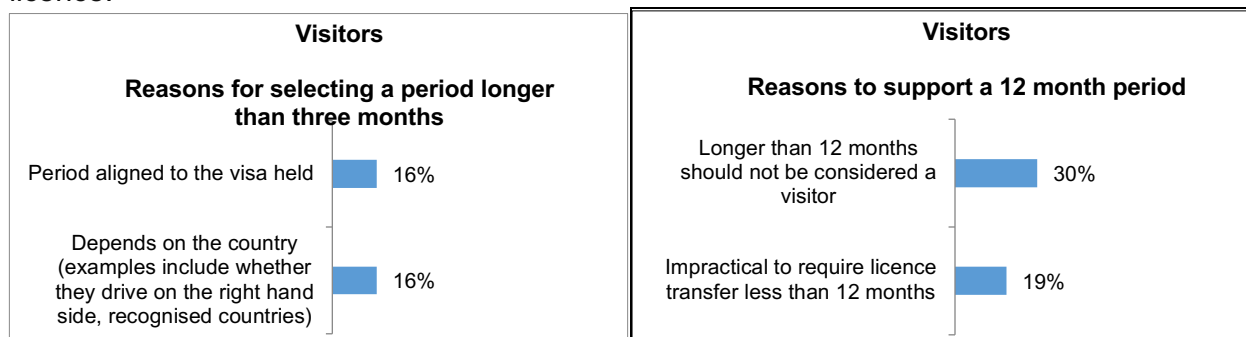 Visitors
Reasons for selecting a period longer
than three months
Period aligned to the visa held
16%
Depends on the country
(examples include whether
they drive on the right hand
side, recognised countries)
16%
Visitors
Reasons to support a 12 month period
Longer than 12 months
should not be considered a
visitor
30%
Impractical to require licence
transfer less than 12 months
19%